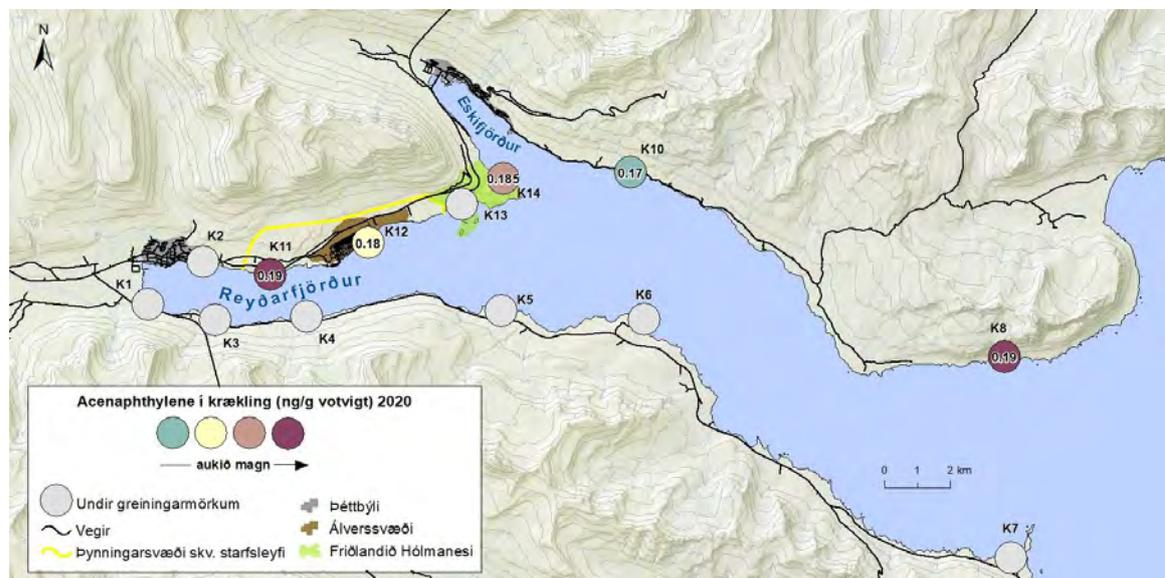 N
Eskifjörður
K10
0.17
0.185
K14
K13
K12
0.18
K2
K11
0.19
Reyðarfjörður
K1
K3
K4
K5
K6
K8
0.19
K7
0 1 2 km
Acenaphthylene í krækling (ng/g votvigt) 2020
aukið magn
Undir greiningarmörkum
Vegir
Þynningarsvæði skv. starfsleyfi
Þéttbýli
Álverssvæði
Friðlandið Hólmanesi